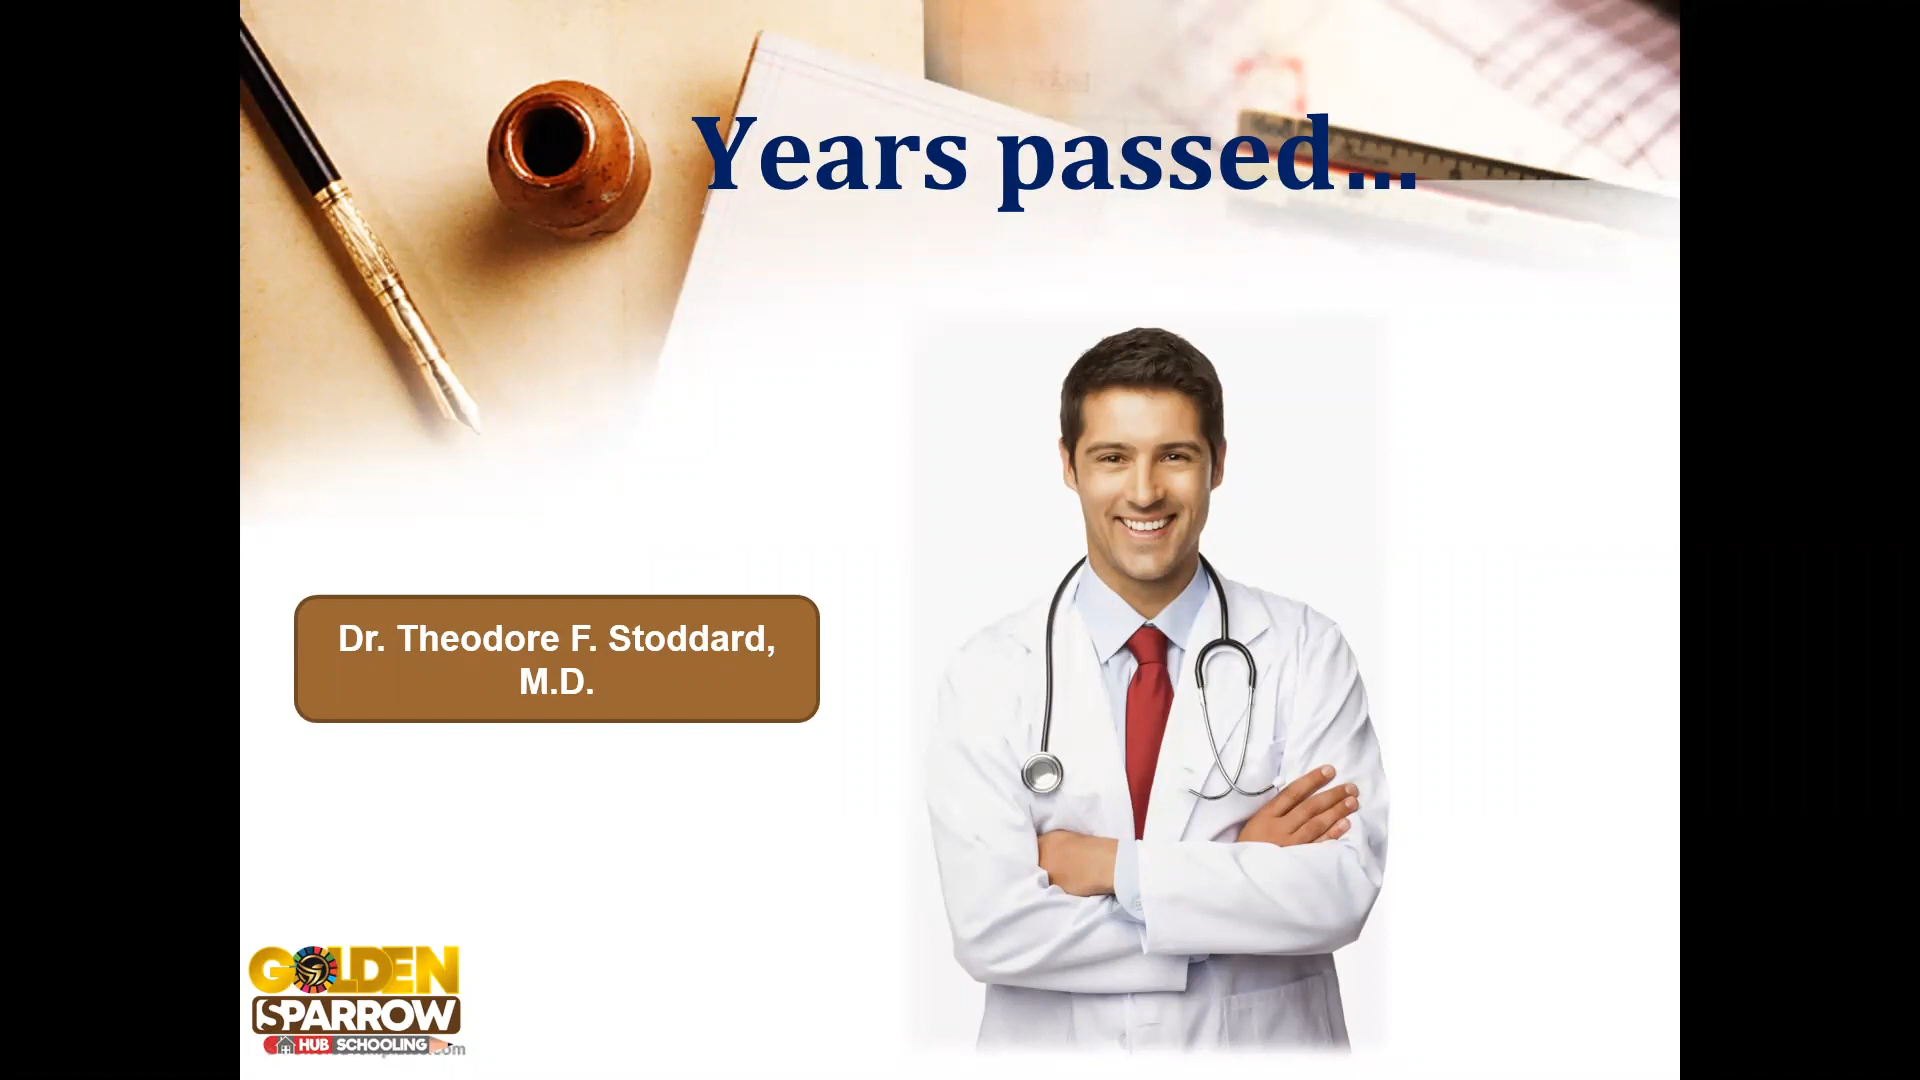 Years passed...
Dr. Theodore F. Stoddard,
M.D.
GOLDEN
SPARROW
HUB SCHOOLING